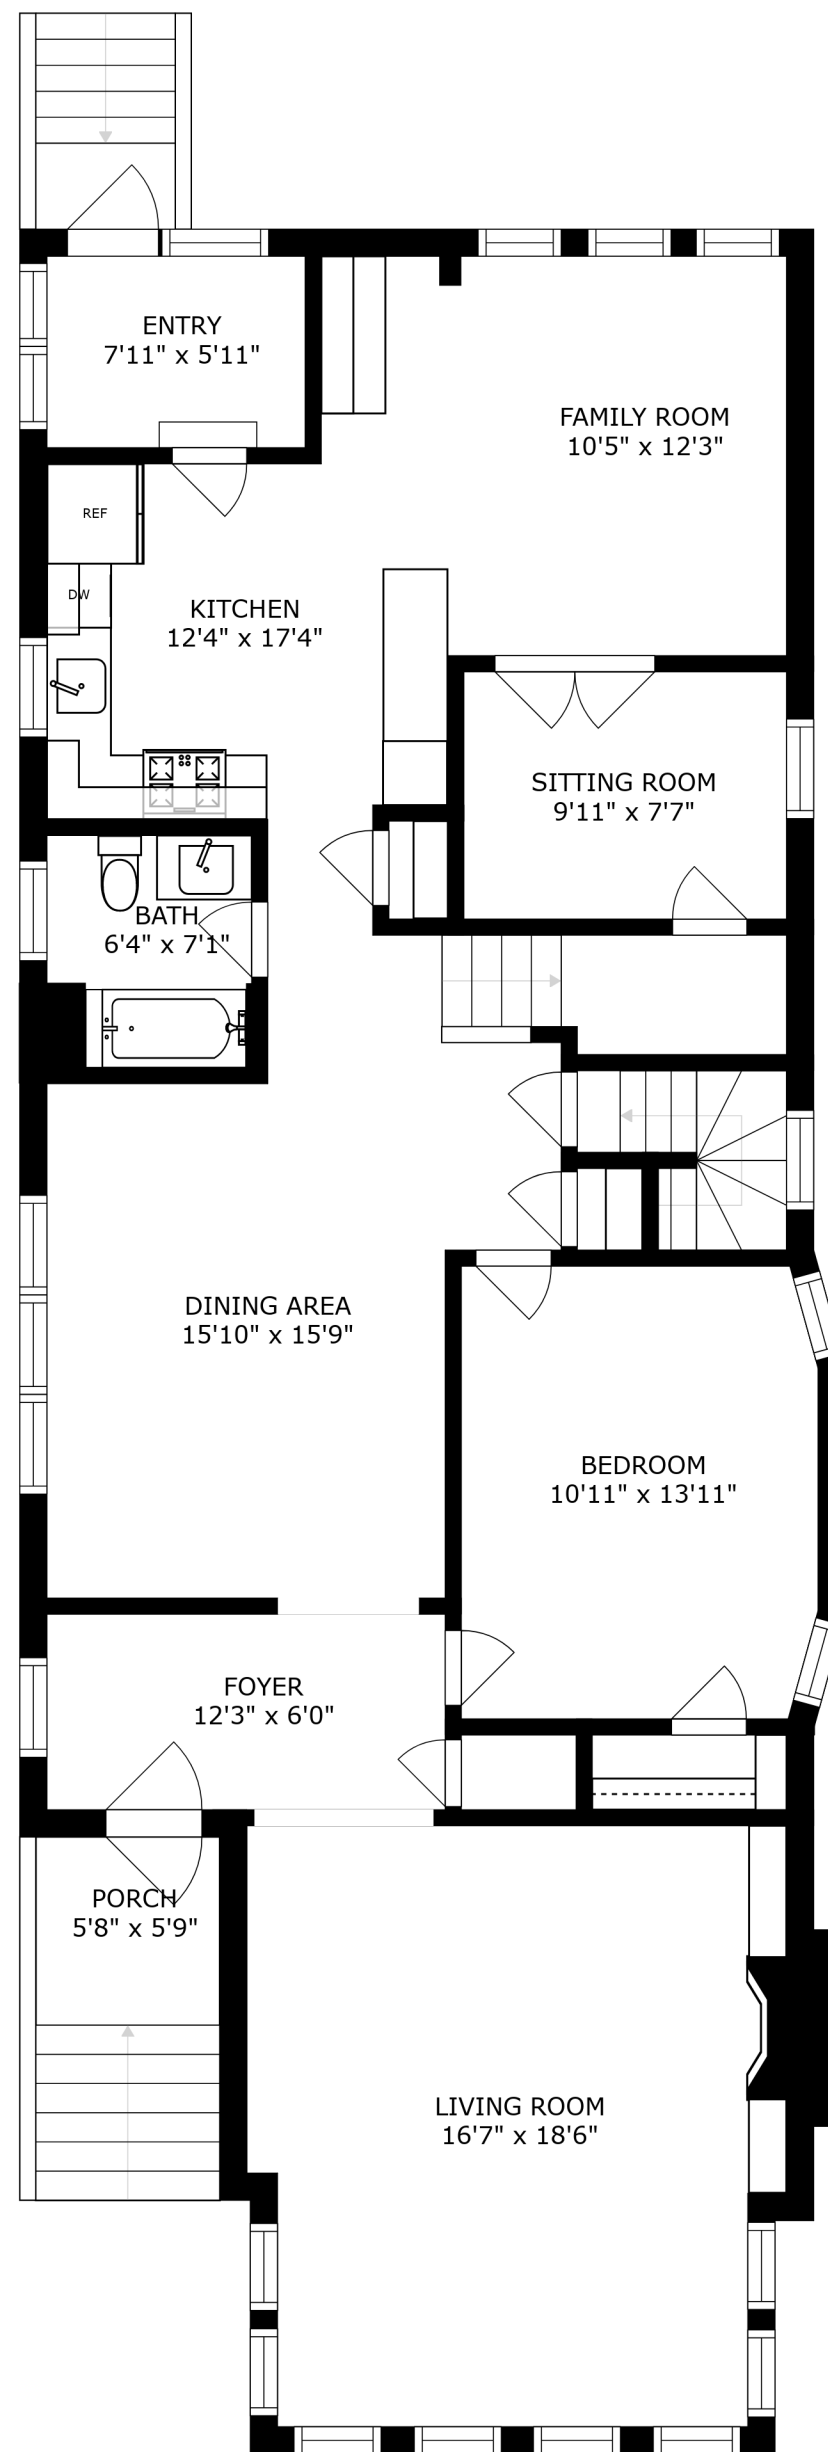 ENTRY
7'11" x 5'11"
FAMILY ROOM
10'5" x 12'3"
REF
DW
KITCHEN
12'4" x 17'4"
SITTING ROOM
9'11" x 7'7"
BATH
6'4" x 7'1"
DINING AREA
15'10" x 15'9"
BEDROOM
10'11" x 13'11"
FOYER
12'3" x 6'0"
PORCH
5'8" x 5'9"
LIVING ROOM
16'7" x 18'6"